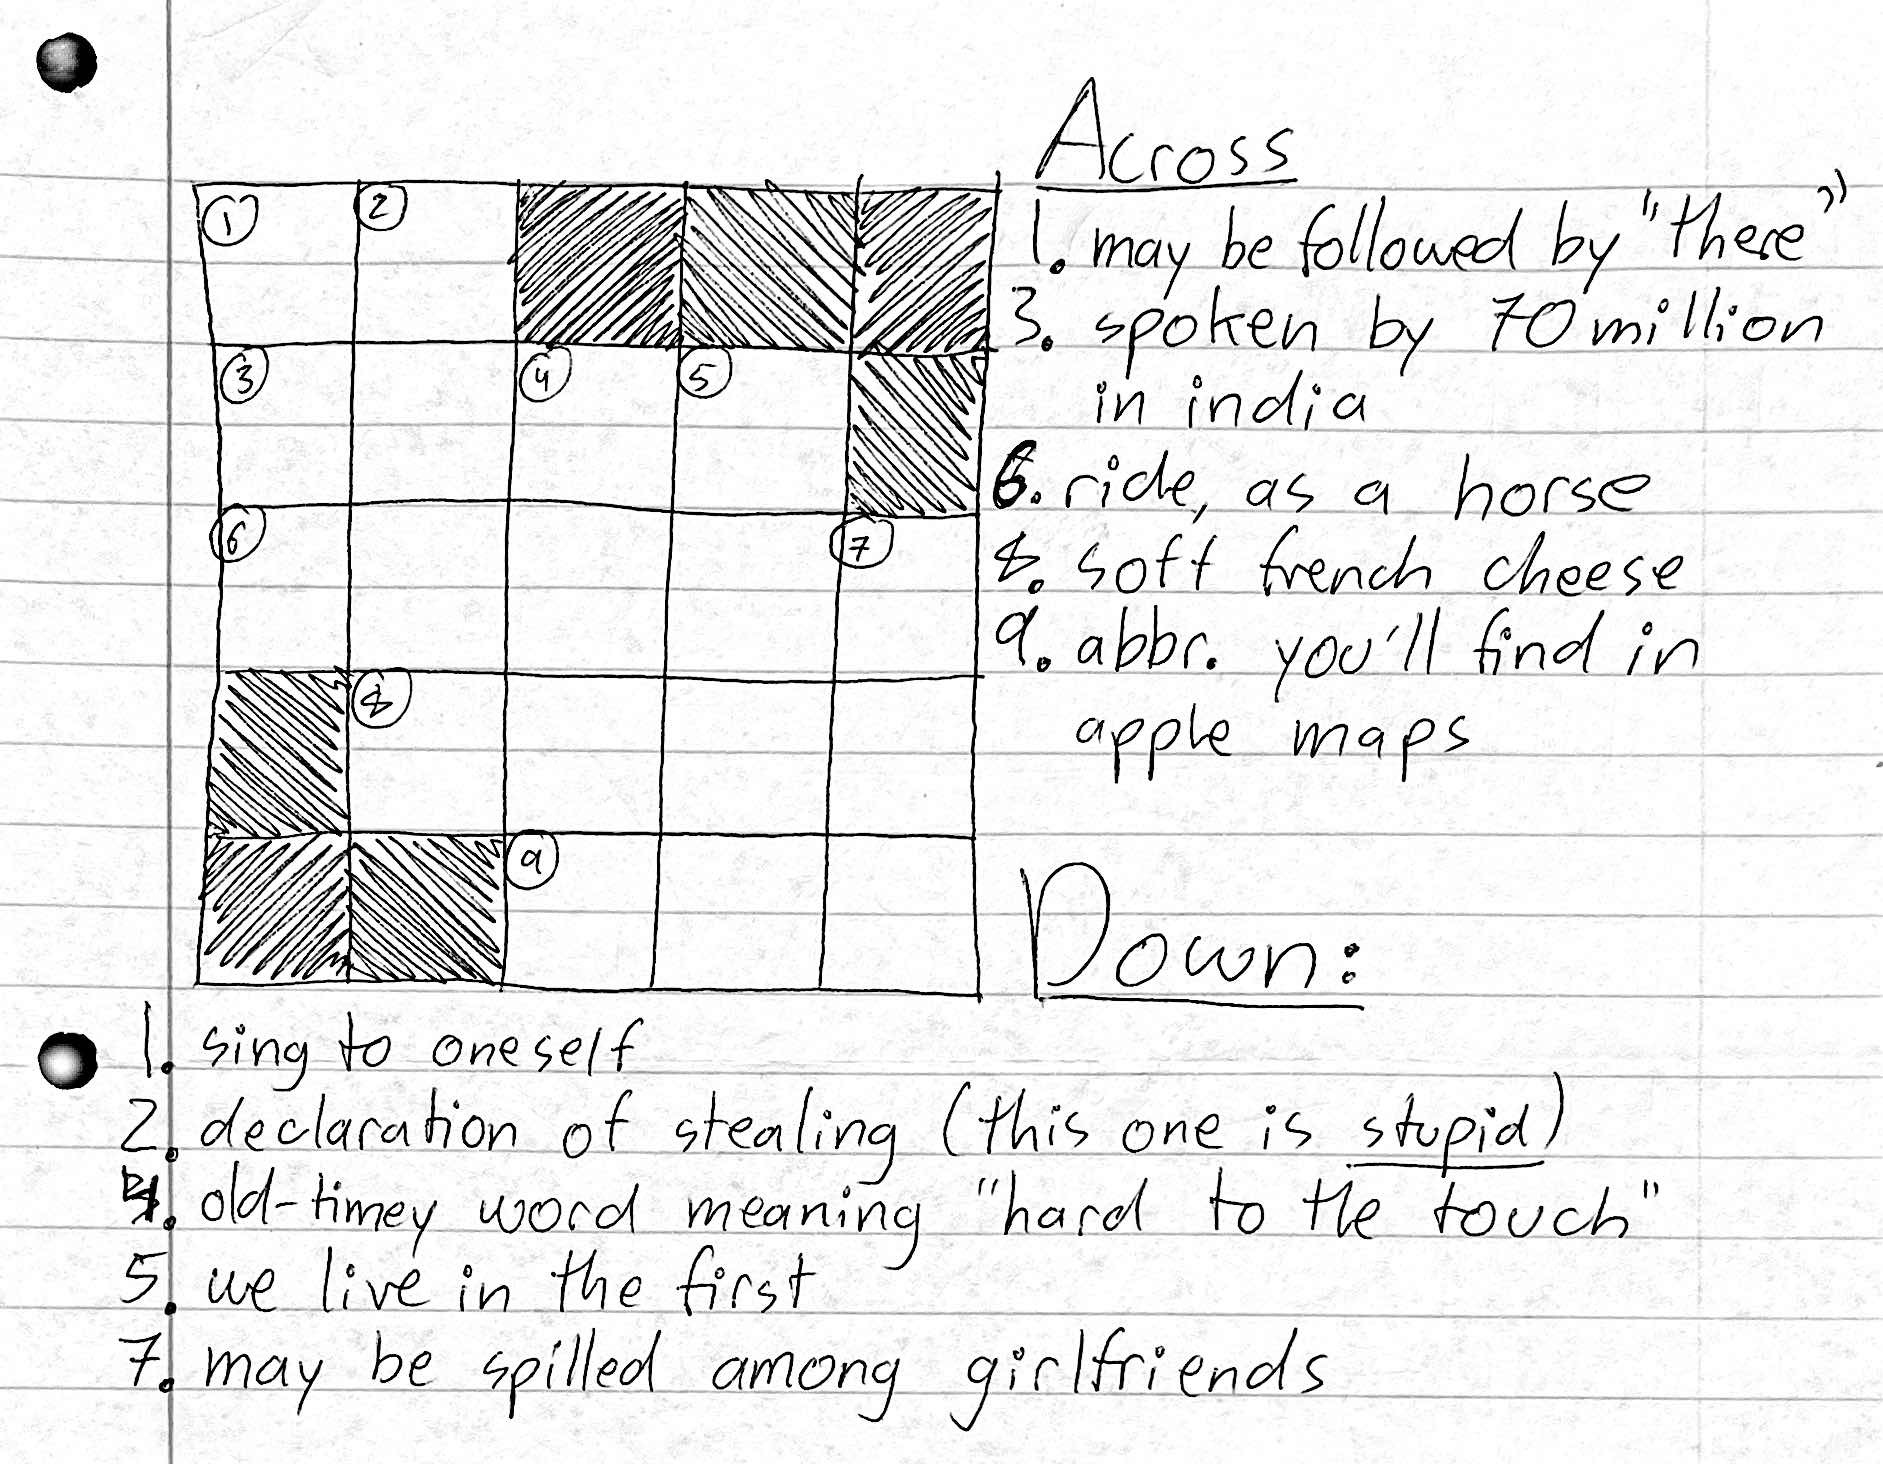 Across
① ②
1. may be followed by "there"
3. spoken by 70 million
③ ④ ⑤
in india
6. ride, as a horse
⑥ ⑦
8. soft french cheese
9. abbr. you'll find in
⑧
apple maps
⑨
Down:
1. sing to oneself
2. declaration of stealing (this one is stupid)
4. old-timey word meaning "hard to the touch"
5. we live in the first
7. may be spilled among girlfriends